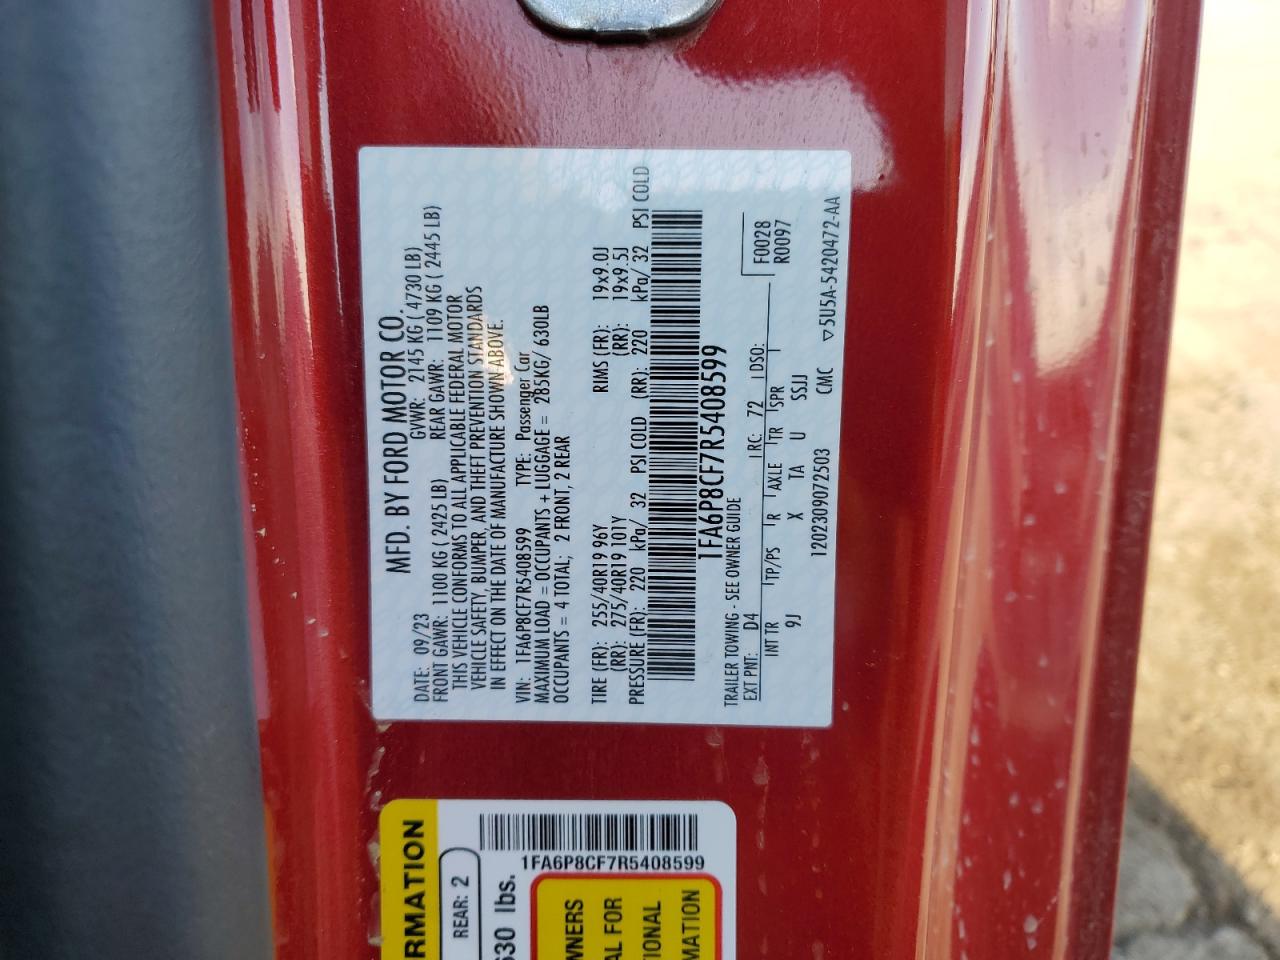 MFD. BY FORD MOTOR CO.
DATE: 09/23 GVWR: 2145 KG ( 4730 LB)
FRONT GAWR: 1100 KG ( 2425 LB) REAR GAWR: 1109 KG ( 2445 LB)
THIS VEHICLE CONFORMS TO ALL APPLICABLE FEDERAL MOTOR
VEHICLE SAFETY, BUMPER, AND THEFT PREVENTION STANDARDS
IN EFFECT ON THE DATE OF MANUFACTURE SHOWN ABOVE.
VIN: 1FA6P8CF7R5408599 TYPE: Passenger Car
MAXIMUM LOAD = OCCUPANTS + LUGGAGE = 285KG/ 630LB
OCCUPANTS = 4 TOTAL; 2 FRONT, 2 REAR
TIRE (FR): 255/40R19 96Y RIMS (FR): 19x9.0J
(RR): 275/40R19 101Y (RR): 19x9.5J
PRESSURE (FR): 220 kPa/ 32 PSI COLD (RR): 220 kPa/ 32 PSI COLD
1FA6P8CF7R5408599
TRAILER TOWING - SEE OWNER GUIDE F0028
EXT PNT: D4 RC: 72 DSO: R0097
INT TR TP/PS R AXLE TR SPR
9J X TA U SSJJ
1202309072503 CMC ▽5U5A-5420472-AA
RMATION
REAR: 2
1FA6P8CF7R5408599
630 lbs.
WNERS
AL FOR
TIONAL
MATION